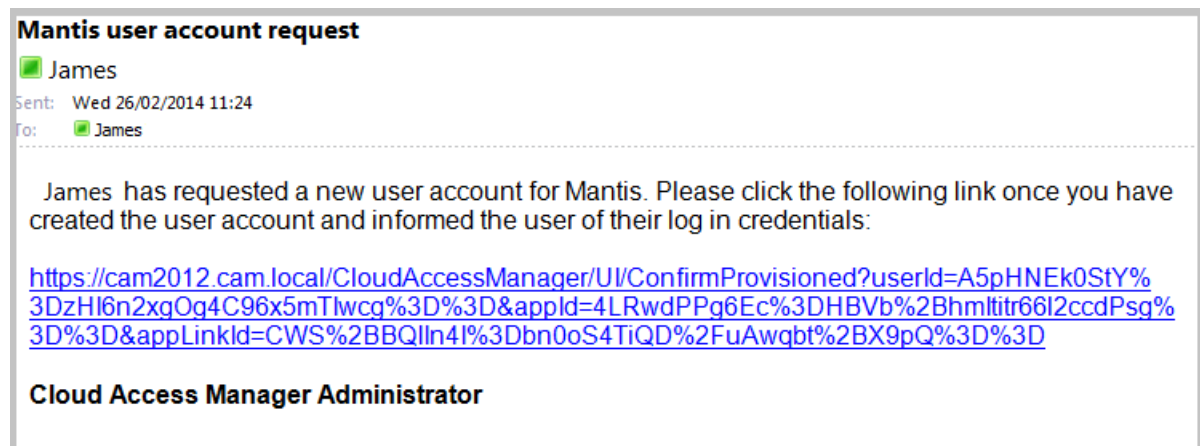 Mantis user account request
James
Sent: Wed 26/02/2014 11:24
To: James
James has requested a new user account for Mantis. Please click the following link once you have
created the user account and informed the user of their log in credentials:
https://cam2012.cam.local/CloudAccessManager/UI/ConfirmProvisioned?userId=A5pHNEk0StY%
3DzHI6n2xgOg4C96x5mTlwcg%3D%3D&appId=4LRwdPPg6Ec%3DHBVb%2BhmItitr66I2ccdPsg%
3D%3D&appLinkId=CWS%2BBQIln4I%3Dbn0oS4TiQD%2FuAwqbt%2BX9pQ%3D%3D
Cloud Access Manager Administrator